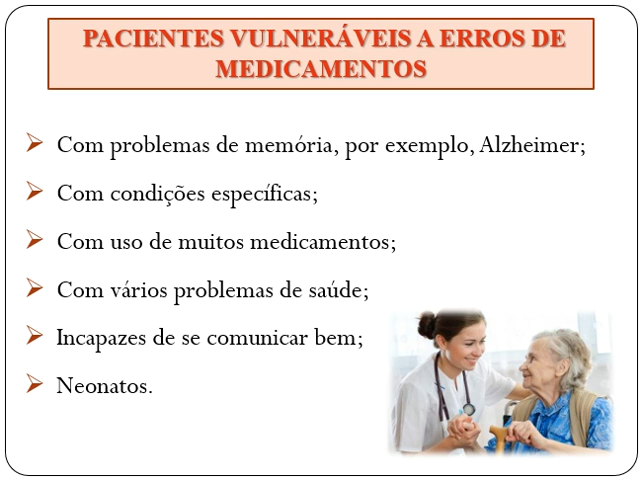 PACIENTES VULNERÁVEIS A ERROS DE
MEDICAMENTOS
Com problemas de memória, por exemplo, Alzheimer;
Com condições específicas;
Com uso de muitos medicamentos;
Com vários problemas de saúde;
Incapazes de se comunicar bem;
Neonatos.